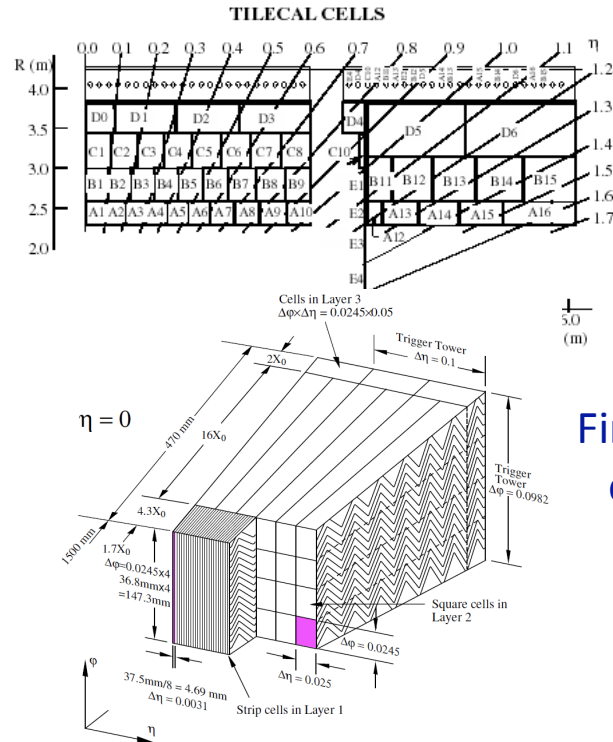 TILECAL CELLS
0.0 0.1 0.2 0.3 0.4 0.5 0.6 0.7 0.8 0.9 1.0 1.1 η
R (m)
1.2
4.0
1.3
D0 D1 D2 D3 D4 D5 D6
3.5
1.4
C1 C2 C3 C4 C5 C6 C7 C8 C10
3.0
1.5
B1 B2 B3 B4 B5 B6 B7 B8 B9 E1 B11 B12 B13 B14 B15
1.6
2.5
A1 A2 A3 A4 A5 A6 A7 A8 A9 A10 E2 A13 A14 A15 A16
1.7
A12
2.0
E3
E4
5.0
(m)
Cells in Layer 3
Δφ×Δη = 0.0245×0.05
Trigger Tower
Δη = 0.1
2X0
η = 0
470 mm
16X0
Fin
Trigger
Tower
Δφ = 0.0982
4.3X0
1500 mm
1.7X0
Δφ=0.0245x4
36.8mmx4
=147.3mm
Square cells in
Layer 2
Δφ = 0.0245
φ
37.5mm/8 = 4.69 mm
Δη = 0.0031
Δη = 0.025
Strip cells in Layer 1
η